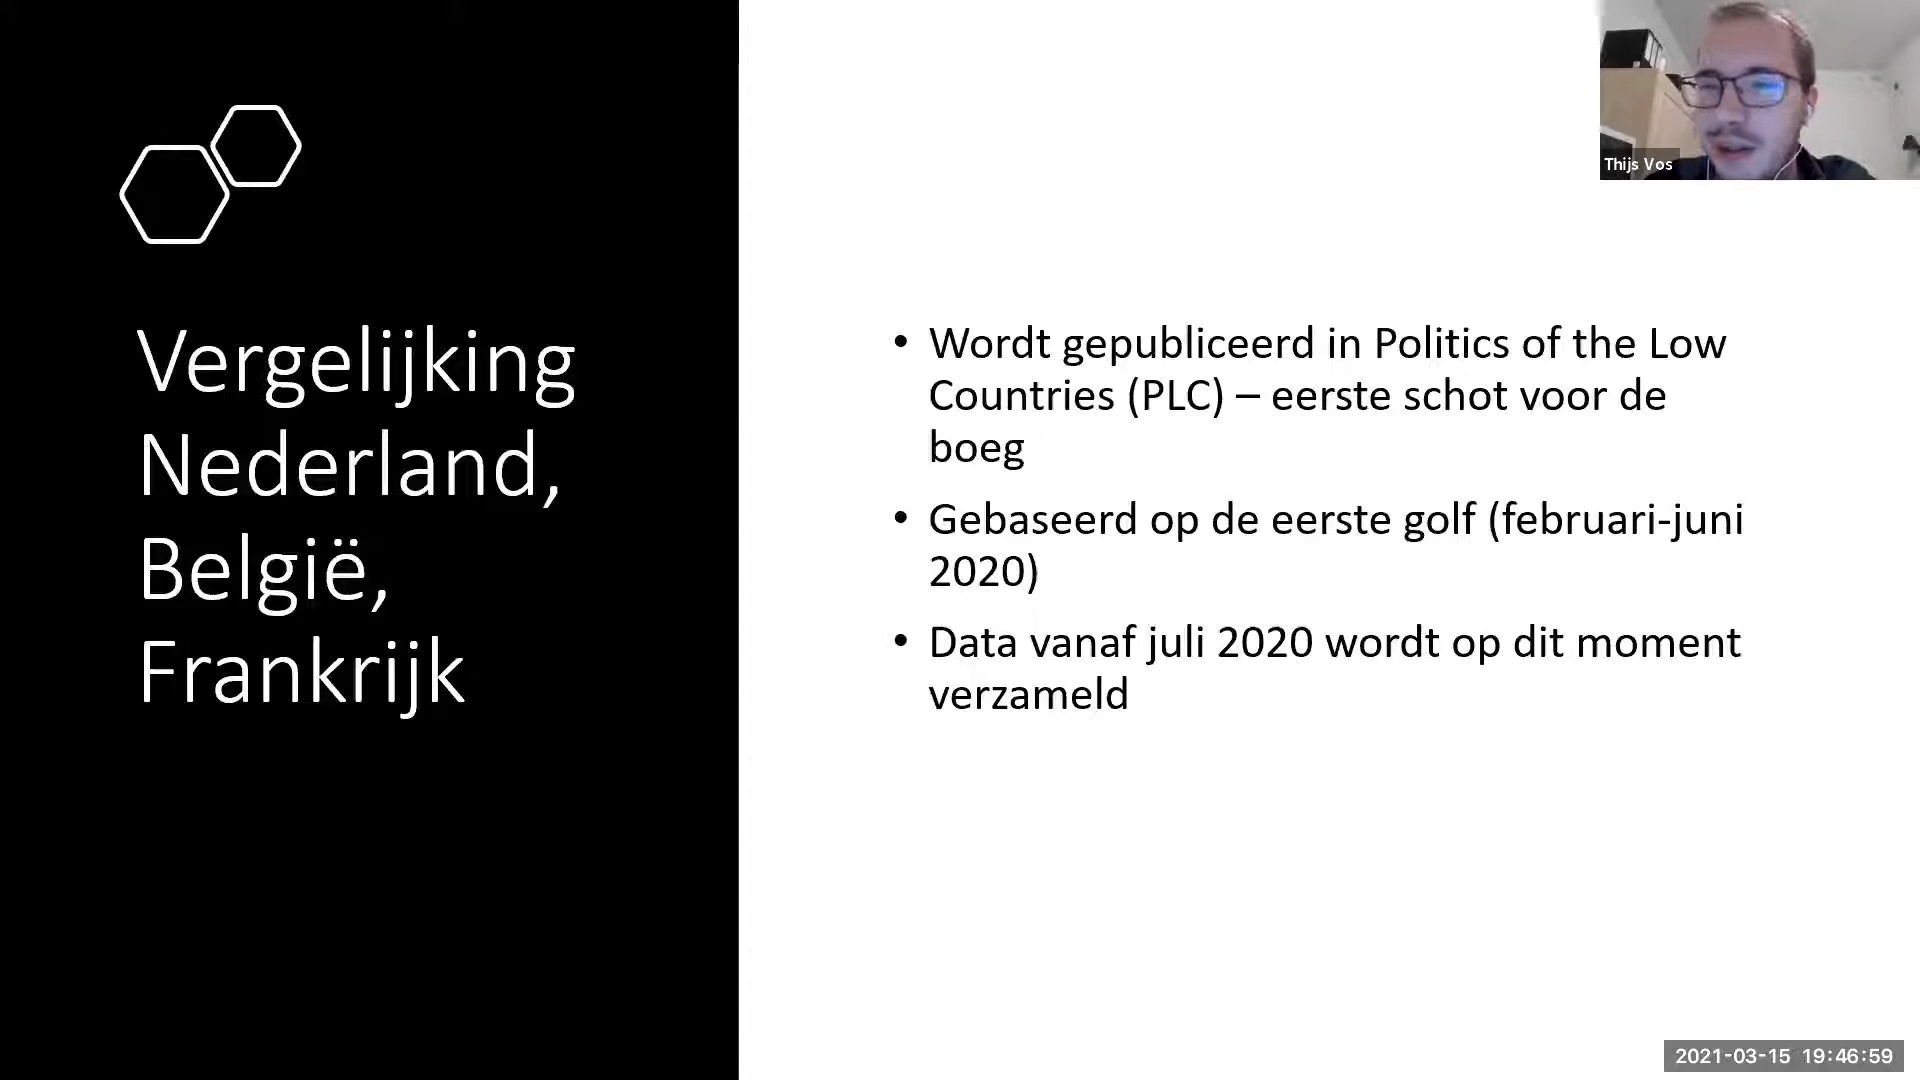 Vergelijking
Nederland,
België,
Frankrijk
• Wordt gepubliceerd in Politics of the Low
Countries (PLC) – eerste schot voor de
boeg
• Gebaseerd op de eerste golf (februari-juni
2020)
• Data vanaf juli 2020 wordt op dit moment
verzameld
Thijs Vos
2021-03-15 19:46:59